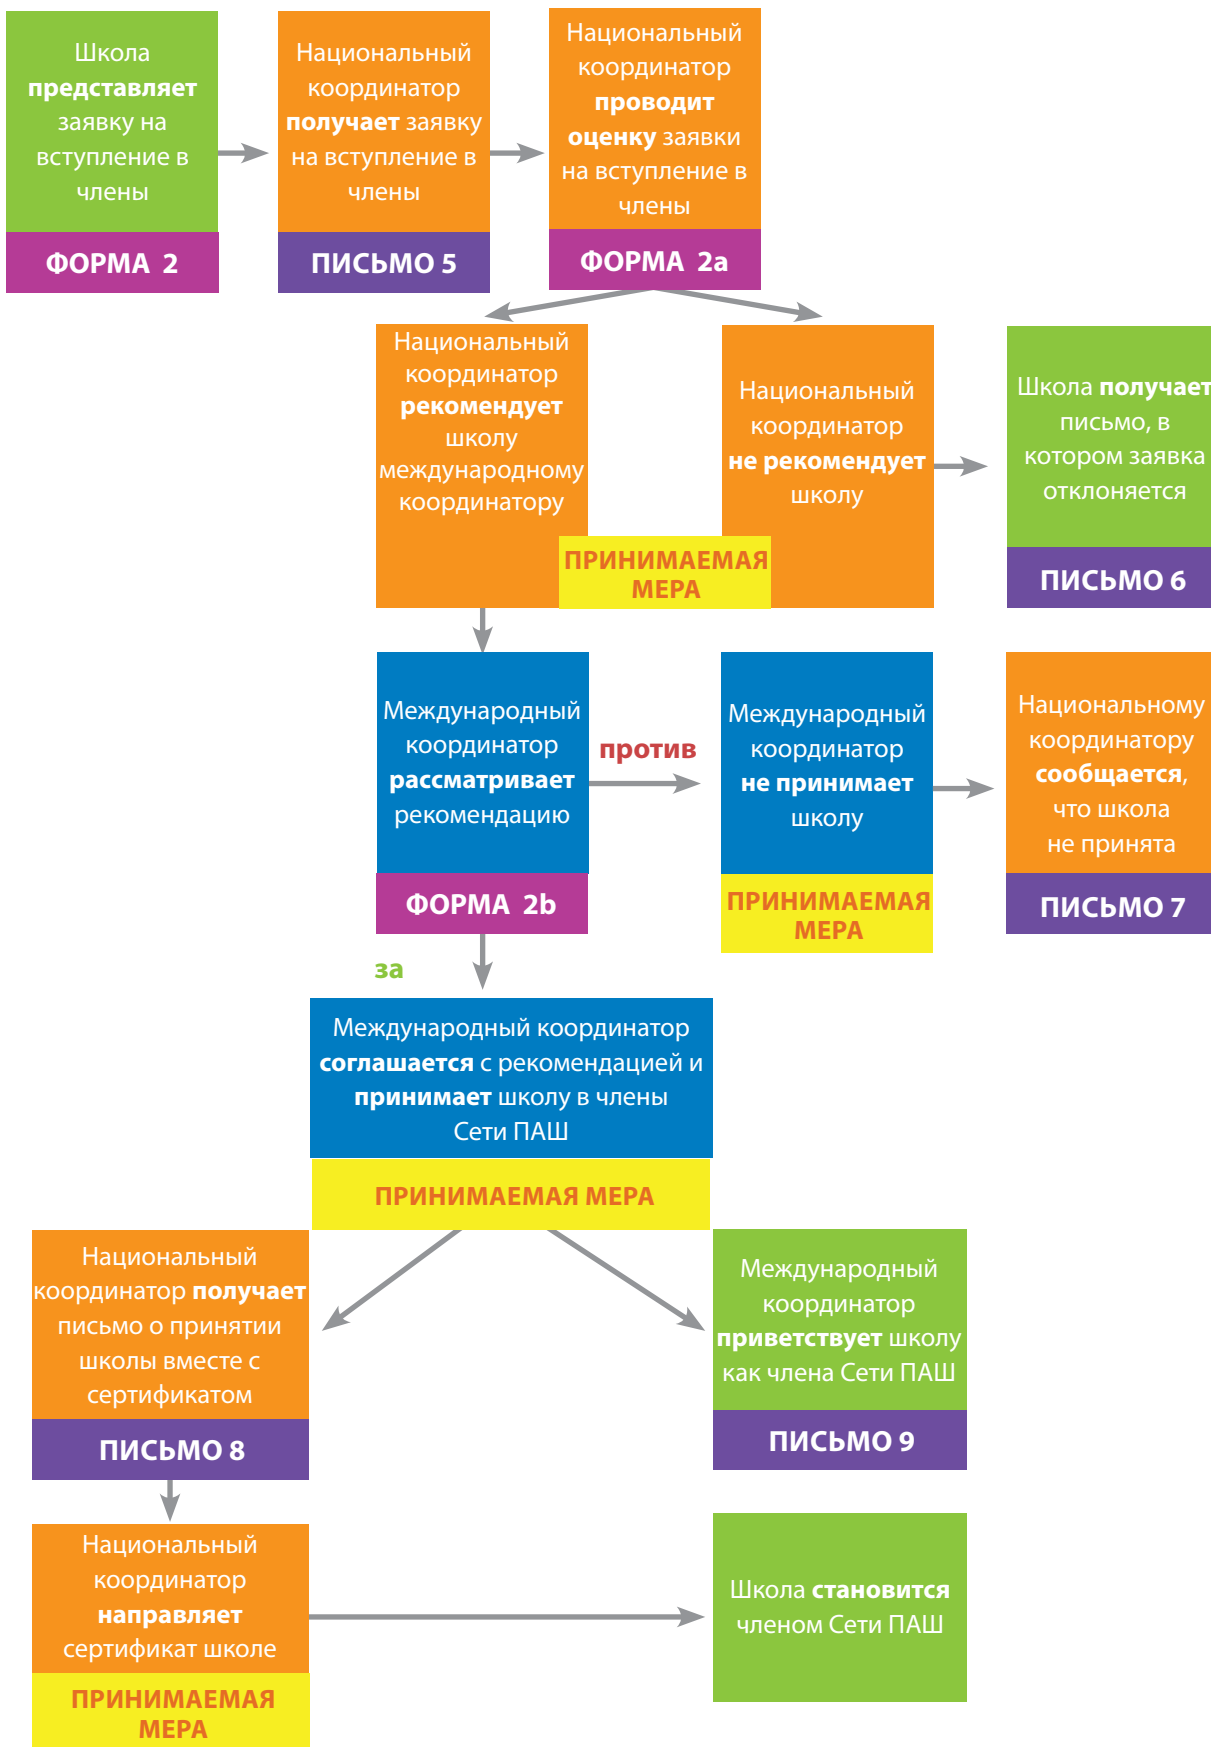 Школа
представляет
заявку на
вступление в
члены
ФОРМА 2
Национальный
координатор
получает заявку
на вступление в
члены
ПИСЬМО 5
Национальный
координатор
проводит
оценку заявки
на вступление в
члены
ФОРМА 2a
Национальный
координатор
рекомендует
школу
международному
координатору
Национальный
координатор
не рекомендует
школу
ПРИНИМАЕМАЯ
МЕРА
Школа получает
письмо, в
котором заявка
отклоняется
ПИСЬМО 6
Международный
координатор
рассматривает
рекомендацию
ФОРМА 2b
против
Международный
координатор
не принимает
школу
ПРИНИМАЕМАЯ
МЕРА
Национальному
координатору
сообщается,
что школа
не принята
ПИСЬМО 7
за
Международный координатор
соглашается с рекомендацией и
принимает школу в члены
Сети ПАШ
ПРИНИМАЕМАЯ МЕРА
Национальный
координатор получает
письмо о принятии
школы вместе с
сертификатом
ПИСЬМО 8
Международный
координатор
приветствует школу
как члена Сети ПАШ
ПИСЬМО 9
Национальный
координатор
направляет
сертификат школе
ПРИНИМАЕМАЯ
МЕРА
Школа становится
членом Сети ПАШ